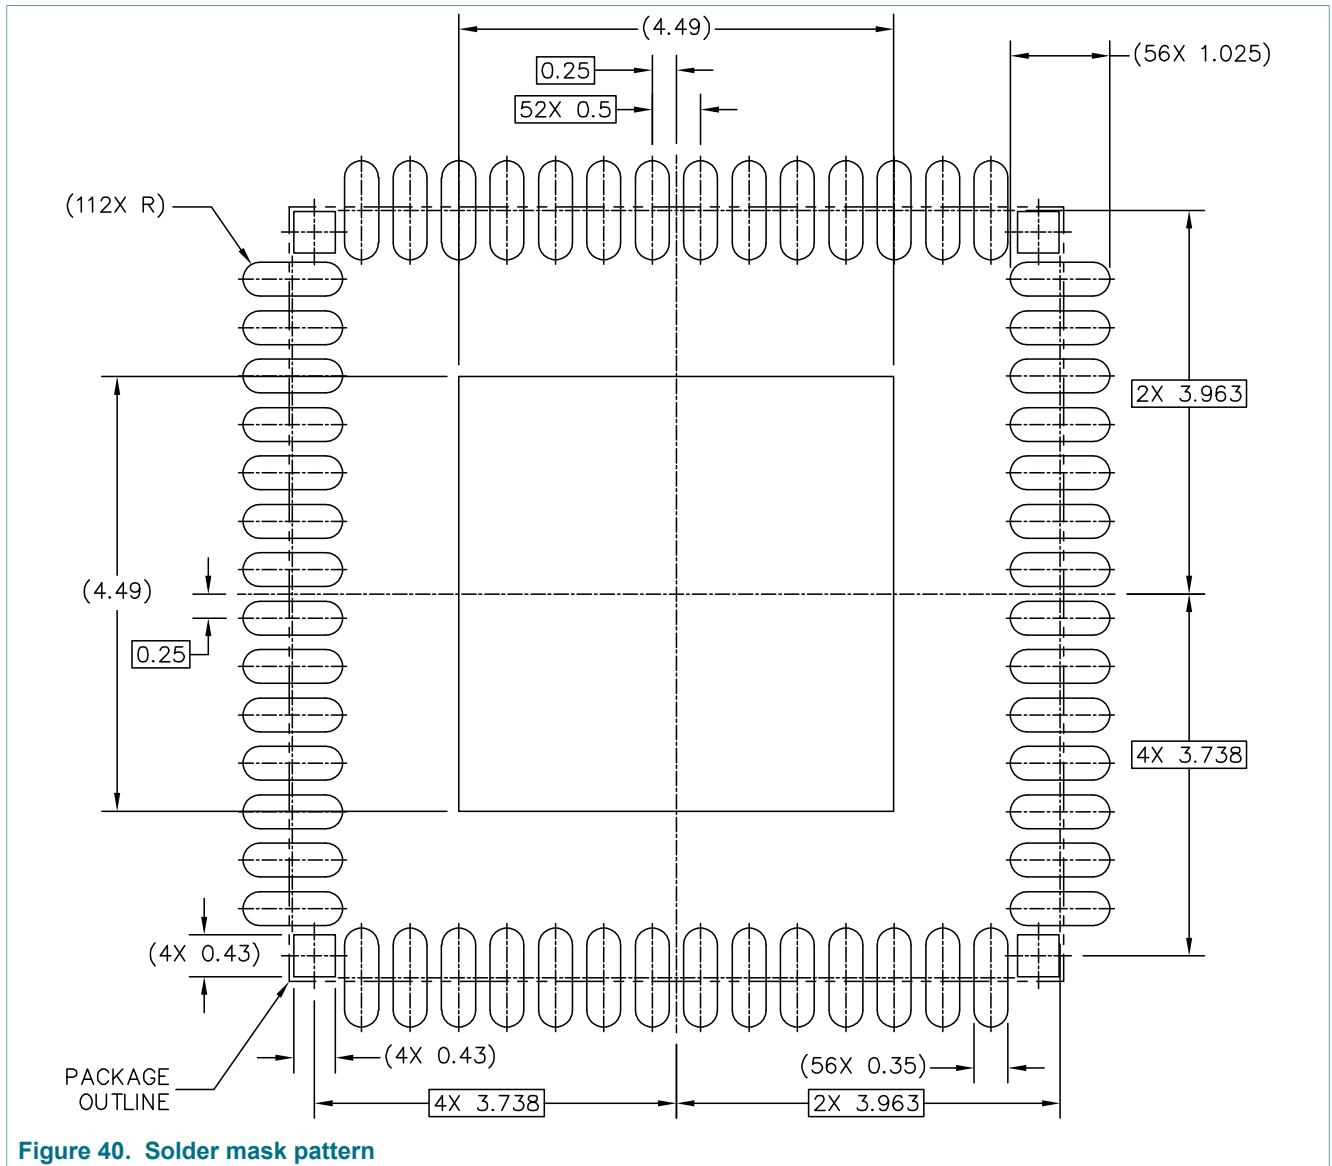 (4.49)
0.25
(56X 1.025)
52X 0.5
(112X R)
2X 3.963
(4.49)
0.25
4X 3.738
(4X 0.43)
(4X 0.43)
(56X 0.35)
PACKAGE
OUTLINE
4X 3.738
2X 3.963
Figure 40. Solder mask pattern